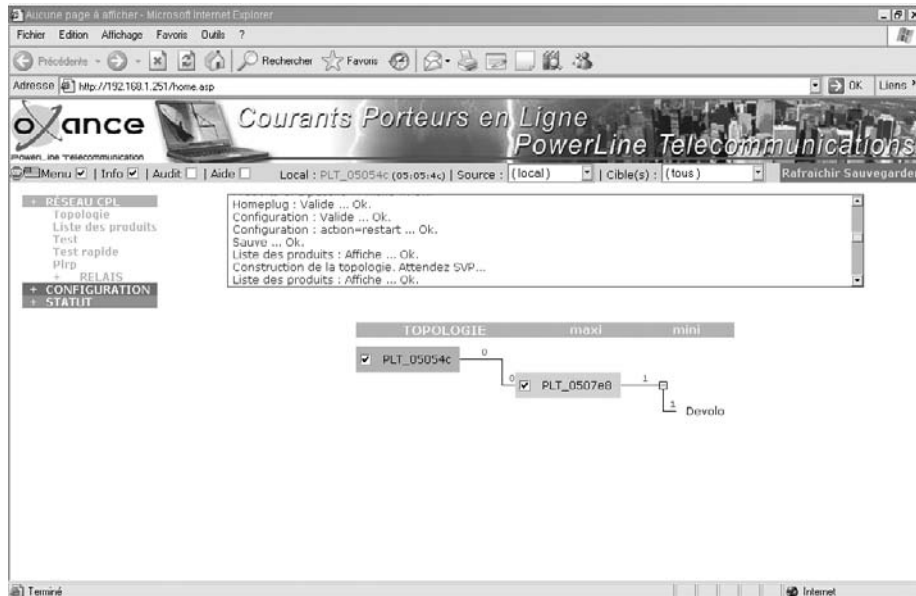 Aucune page à afficher - Microsoft Internet Explorer
Fichier Edition Affichage Favoris Outils ?
Précédente Rechercher Favoris
Adresse http://192.168.1.251/home.asp OK Liens
oxance Courants Porteurs en Ligne
PowerLine Telecommunications
PowerLine Telecommunication
Menu | Info | Audit | Aide Local : PLT_05054c (05:05:4c) | Source : (local) | Cible(s) : (tous) Rafraichir Sauvegarder
+ RÉSEAU CPL
Topologie
Liste des produits
Test
Test rapide
Plrp
+ RELAIS
+ CONFIGURATION
+ STATUT
Homeplug : Valide ... Ok.
Configuration : Valide ... Ok.
Configuration : action=restart ... Ok.
Sauve ... Ok.
Liste des produits : Affiche ... Ok.
Construction de la topologie. Attendez SVP...
Liste des produits : Affiche ... Ok.
TOPOLOGIE maxi mini
PLT_05054c 0
0 PLT_0507e8 1
1 Devolo
Terminé Internet